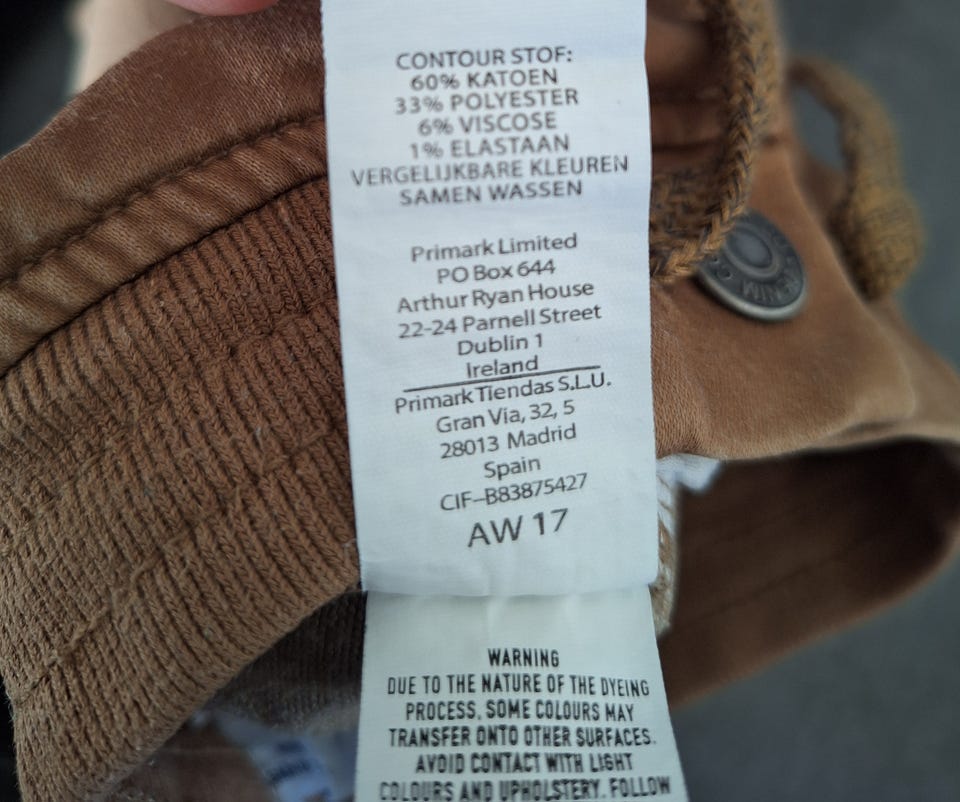 CONTOUR STOF:
60% KATOEN
33% POLYESTER
6% VISCOSE
1% ELASTAAN
VERGELIJKBARE KLEUREN
SAMEN WASSEN
Primark Limited
PO Box 644
Arthur Ryan House
22-24 Parnell Street
Dublin 1
Ireland
Primark Tiendas S.L.U.
Gran Via, 32, 5
28013 Madrid
Spain
CIF–B83875427
AW 17
WARNING
DUE TO THE NATURE OF THE DYEING
PROCESS, SOME COLOURS MAY
TRANSFER ONTO OTHER SURFACES.
AVOID CONTACT WITH LIGHT
COLOURS AND UPHOLSTERY. FOLLOW
DENIM CO